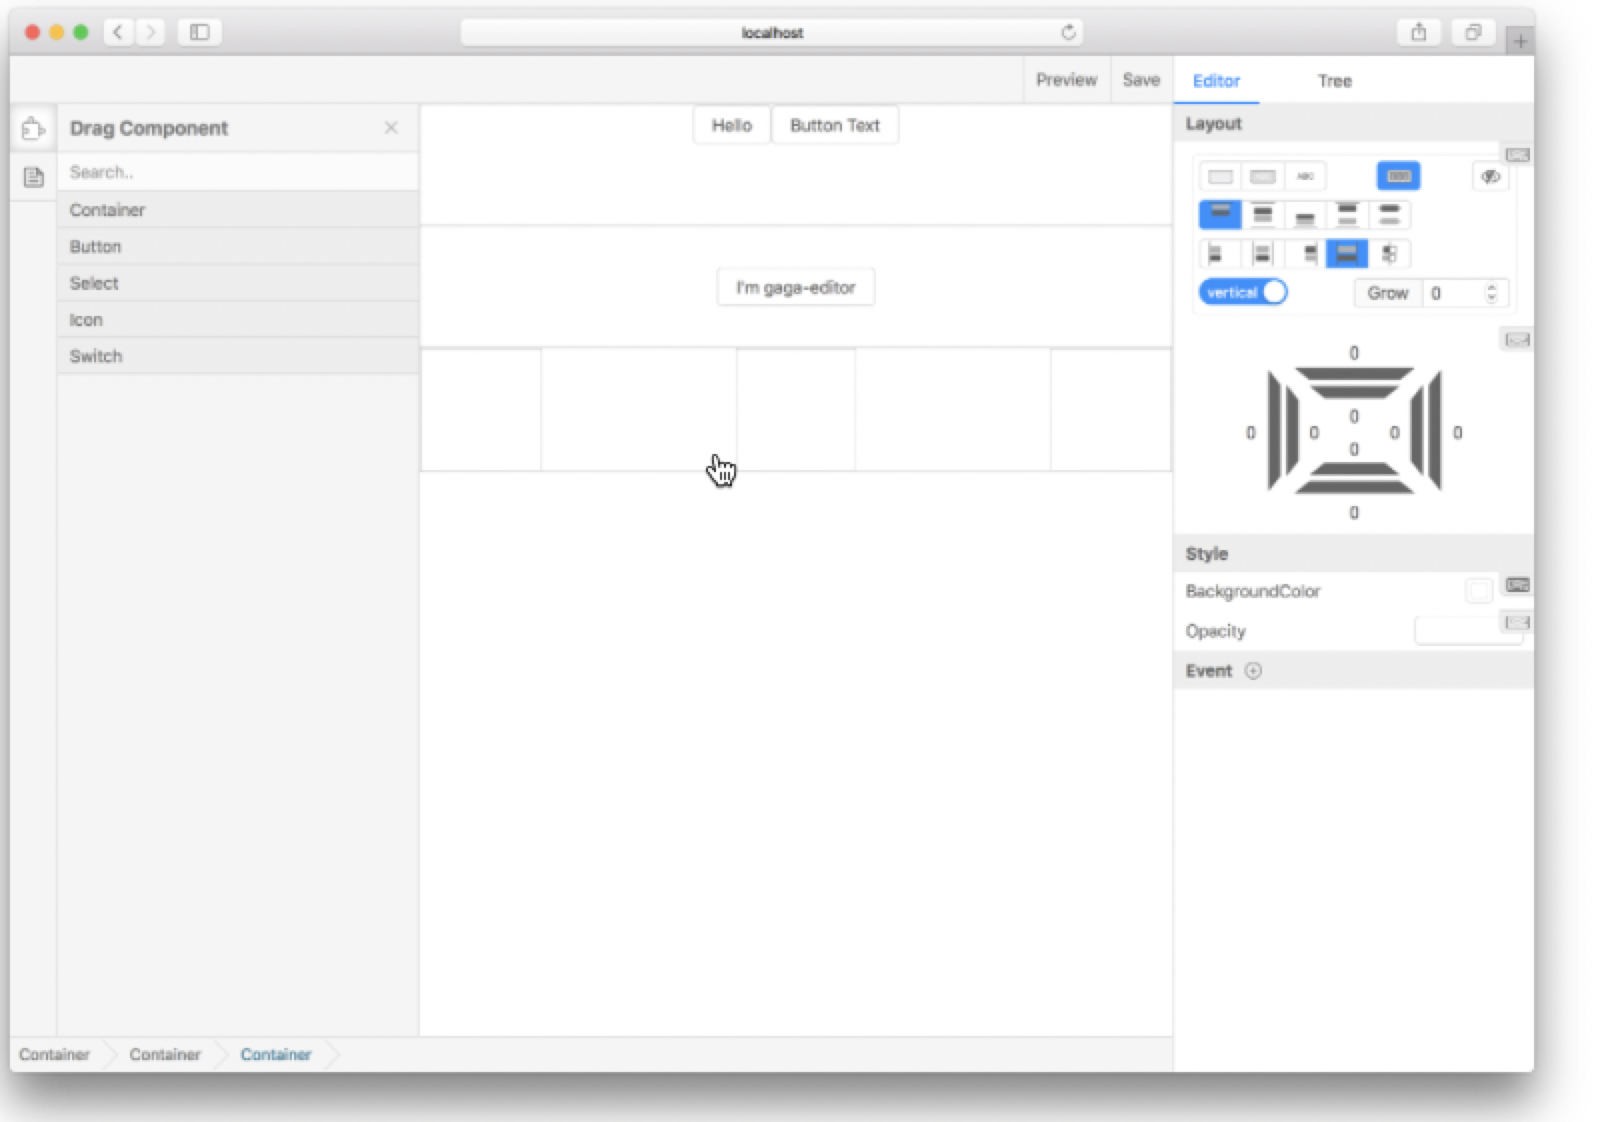 localhost
Preview Save Editor Tree
Drag Component
Layout
Search..
Container
Button
Select
Icon
Switch
Hello Button Text
I'm gaga-editor
ABC
vertical Grow 0
0
0 0 0 0 0
0
0
Style
BackgroundColor
Opacity
Event
Container Container Container